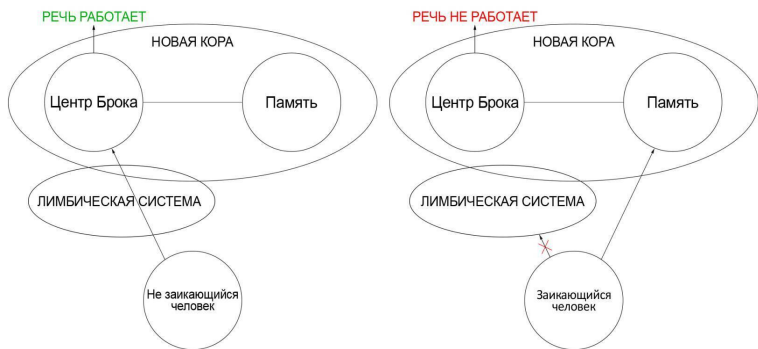 РЕЧЬ РАБОТАЕТ
НОВАЯ КОРА
Центр Брока
Память
ЛИМБИЧЕСКАЯ СИСТЕМА
Не заикающийся
человек
РЕЧЬ НЕ РАБОТАЕТ
НОВАЯ КОРА
Центр Брока
Память
ЛИМБИЧЕСКАЯ СИСТЕМА
Заикающийся
человек